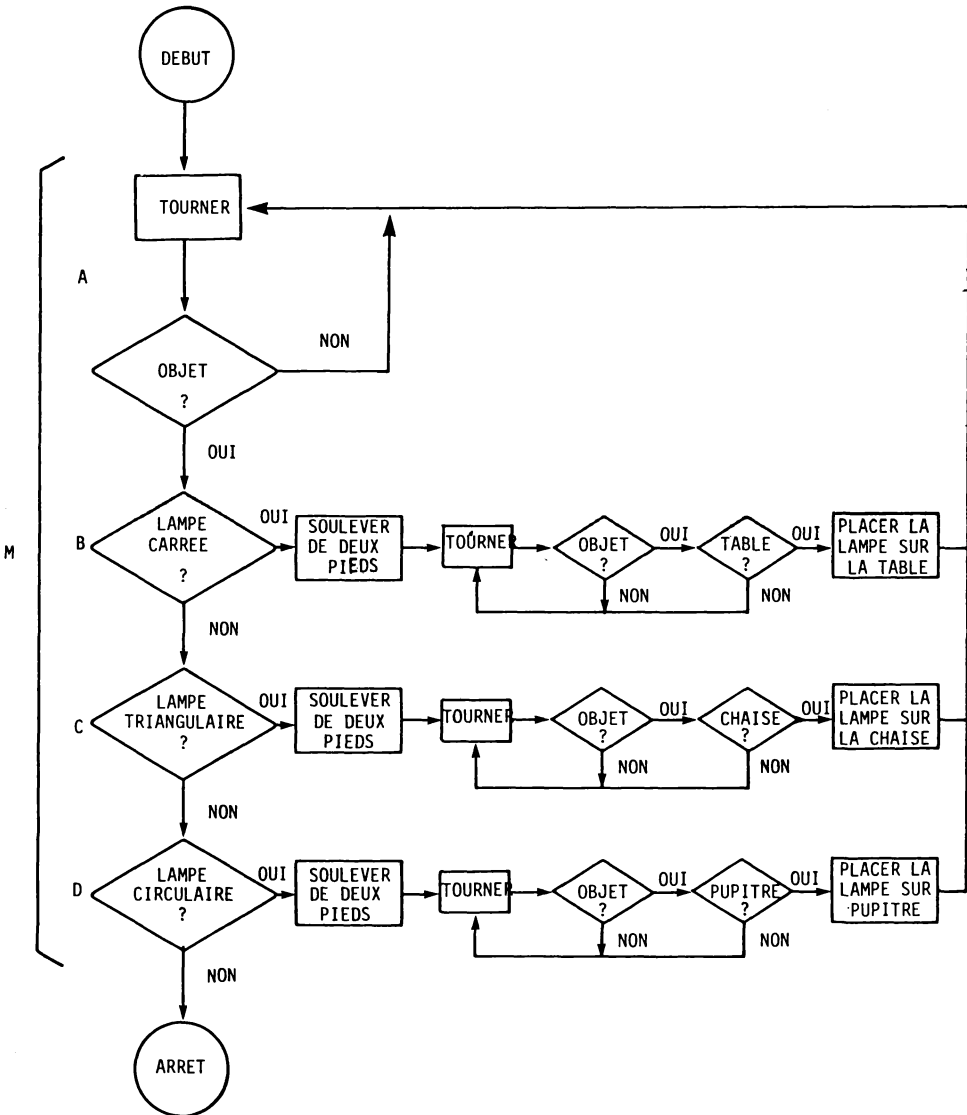 DEBUT
TOURNER
A
OBJET
?
NON
OUI
M
B
LAMPE
CARREE
?
OUI
SOULEVER
DE DEUX
PIEDS
TOURNER
OBJET
?
OUI
NON
TABLE
?
OUI
NON
PLACER LA
LAMPE SUR
LA TABLE
NON
C
LAMPE
TRIANGULAIRE
?
OUI
SOULEVER
DE DEUX
PIEDS
TOURNER
OBJET
?
OUI
NON
CHAISE
?
OUI
NON
PLACER LA
LAMPE SUR
LA CHAISE
NON
D
LAMPE
CIRCULAIRE
?
OUI
SOULEVER
DE DEUX
PIEDS
TOURNER
OBJET
?
OUI
NON
PUPITRE
?
OUI
NON
PLACER LA
LAMPE SUR
PUPITRE
NON
ARRET